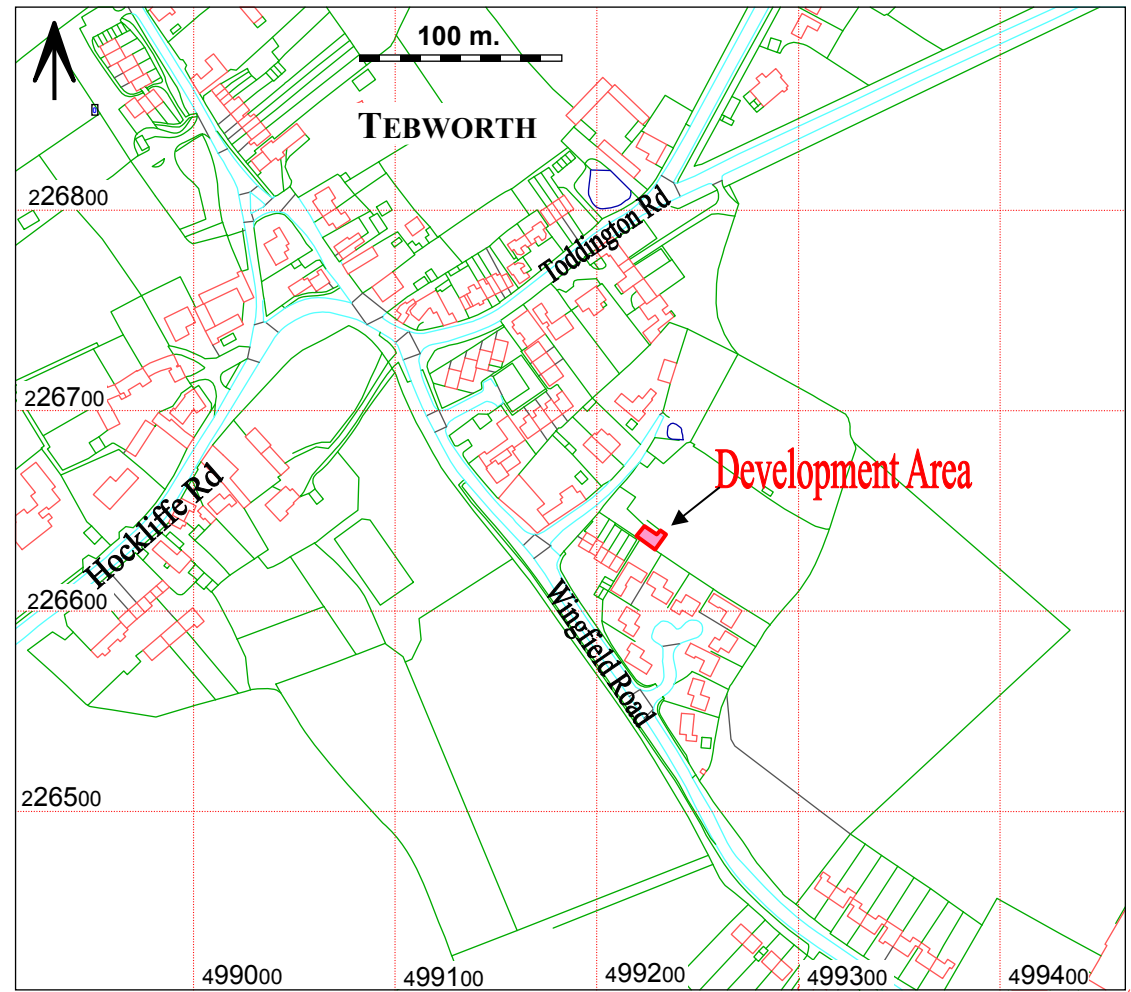 100 m.
TEBWORTH
226800
Toddington Rd
226700
Development Area
Hockliffe Rd
226600
Wingfield Road
226500
499000
499100
499200
499300
499400